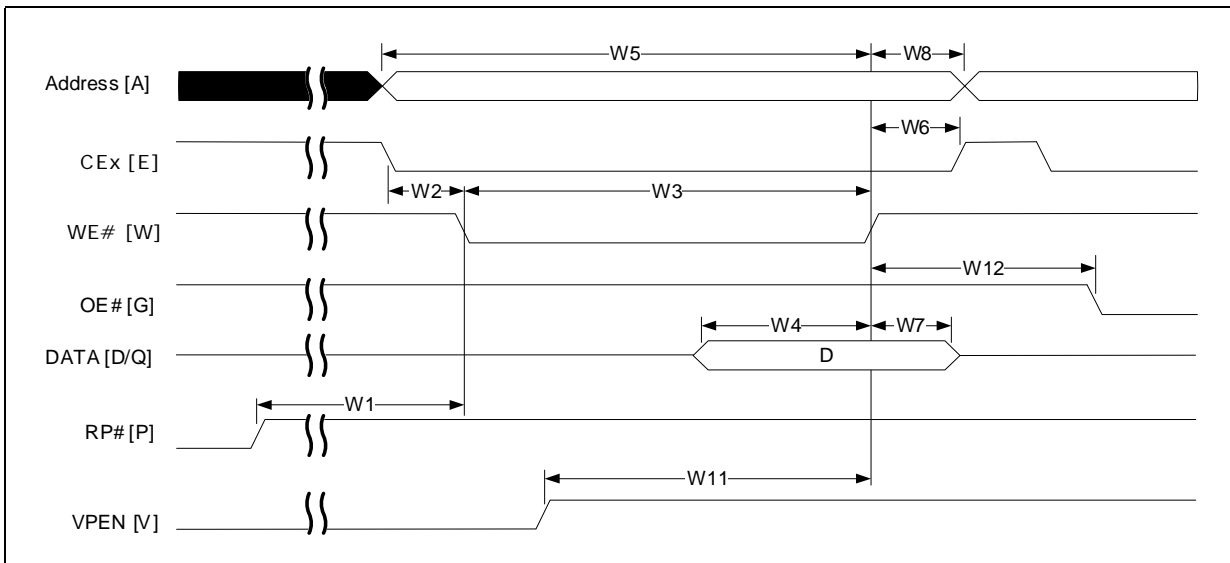 W5 W8
Address [A]
W6
CEx [E]
W2 W3
WE# [W]
W12
OE# [G]
W4 W7
DATA [D/Q] D
W1
RP# [P]
W11
VPEN [V]